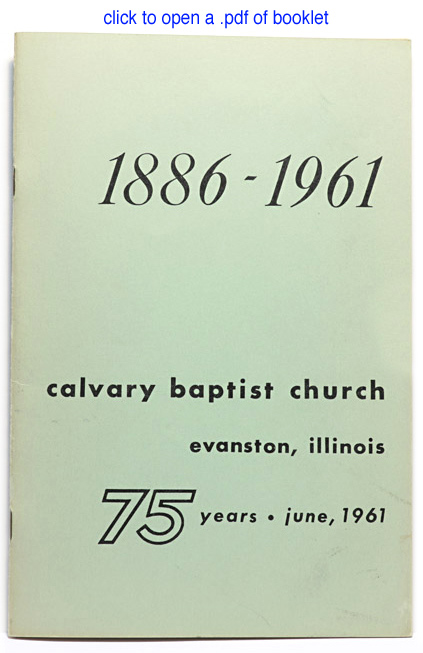 click to open a .pdf of booklet
1886 - 1961
calvary baptist church
evanston, illinois
75 years • june, 1961